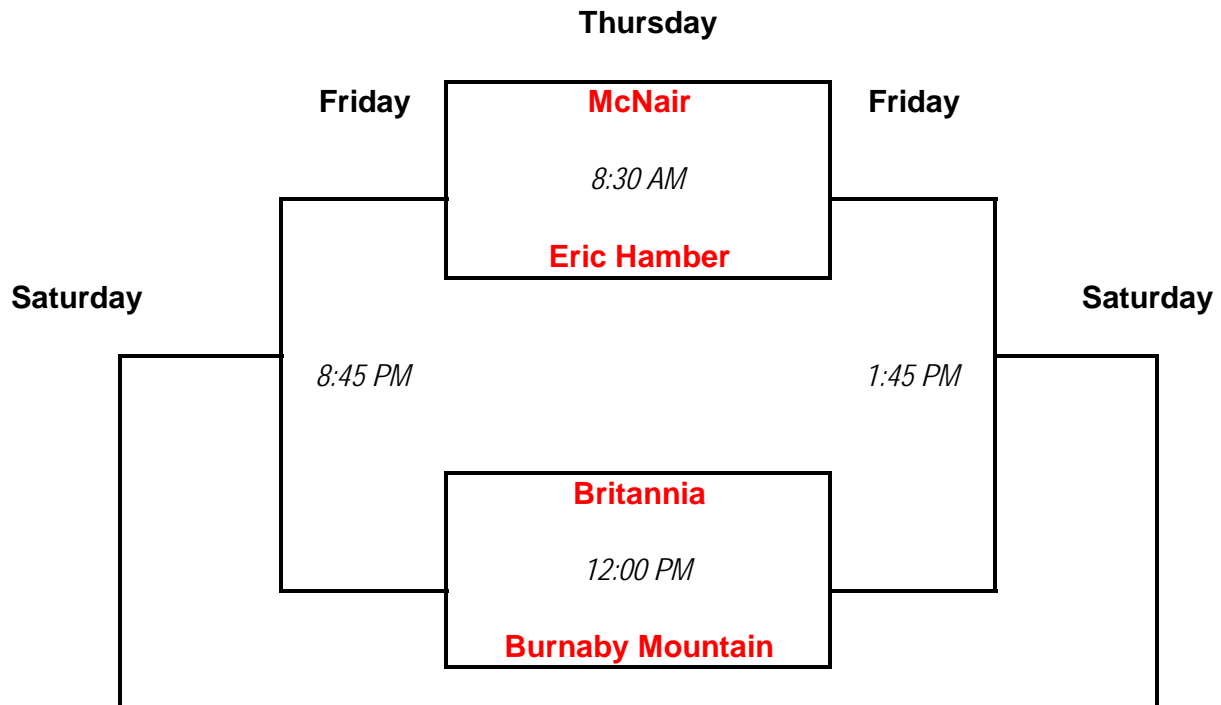 Thursday
Friday
McNair
Friday
8:30 AM
Eric Hamber
Saturday
Saturday
8:45 PM
1:45 PM
Britannia
12:00 PM
Burnaby Mountain